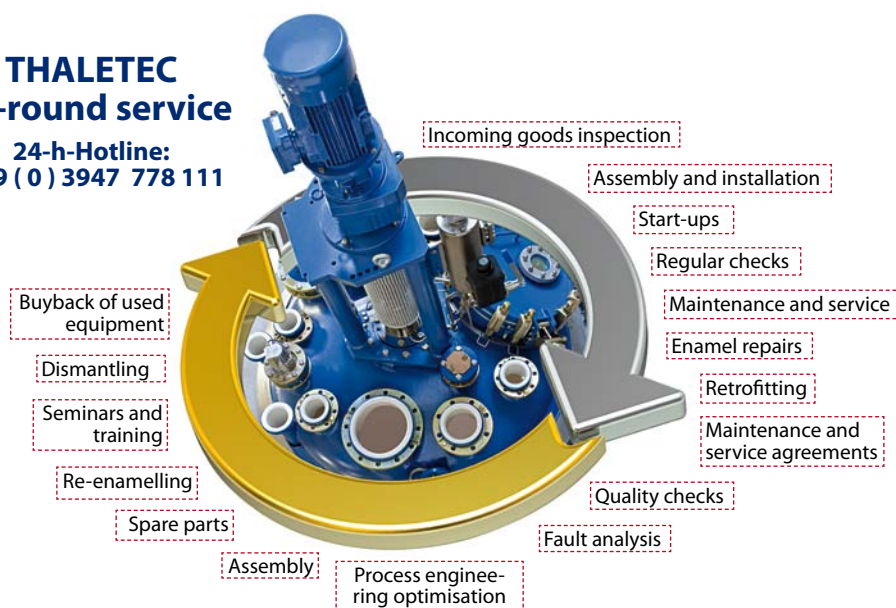 THALETEC
-round service
24-h-Hotline:
9 ( 0 ) 3947 778 111
Incoming goods inspection
Assembly and installation
Start-ups
Regular checks
Maintenance and service
Enamel repairs
Retrofitting
Maintenance and
service agreements
Quality checks
Fault analysis
Process enginee-
ring optimisation
Assembly
Spare parts
Re-enamelling
Seminars and
training
Dismantling
Buyback of used
equipment